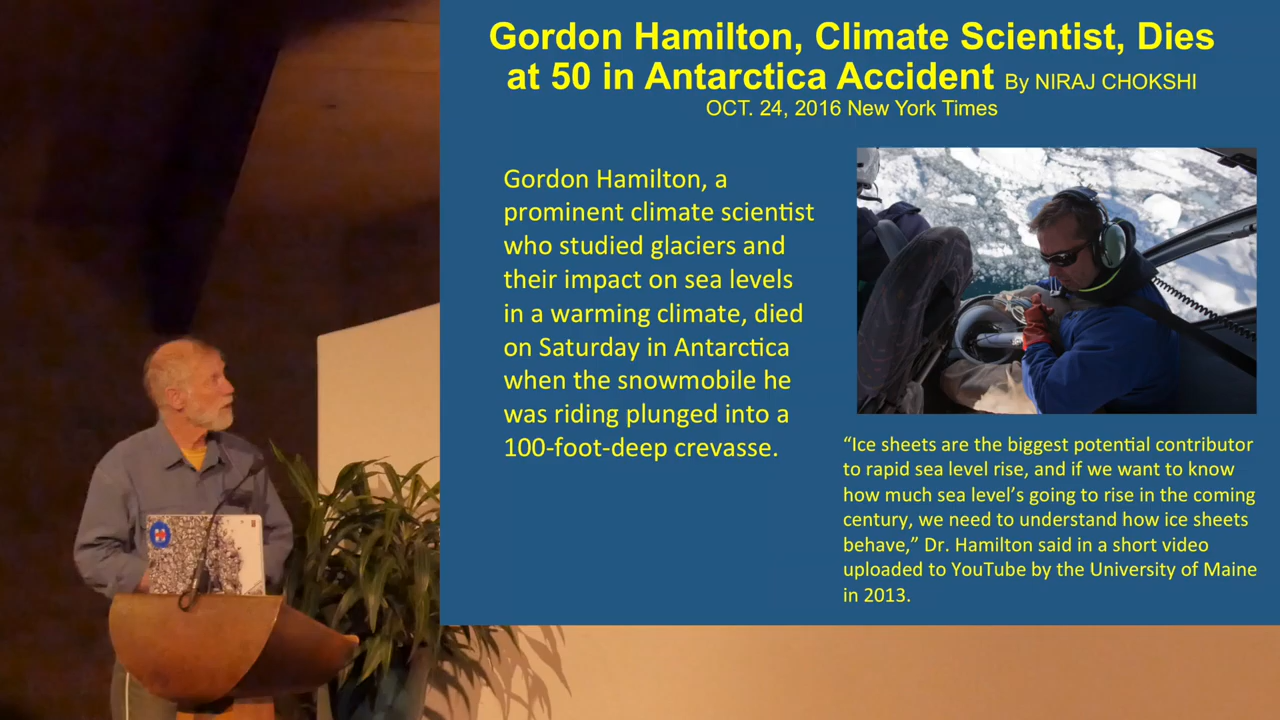 Gordon Hamilton, Climate Scientist, Dies
at 50 in Antarctica Accident By NIRAJ CHOKSHI
OCT. 24, 2016 New York Times
Gordon Hamilton, a
prominent climate scientist
who studied glaciers and
their impact on sea levels
in a warming climate, died
on Saturday in Antarctica
when the snowmobile he
was riding plunged into a
100-foot-deep crevasse.
“Ice sheets are the biggest potential contributor
to rapid sea level rise, and if we want to know
how much sea level’s going to rise in the coming
century, we need to understand how ice sheets
behave,” Dr. Hamilton said in a short video
uploaded to YouTube by the University of Maine
in 2013.